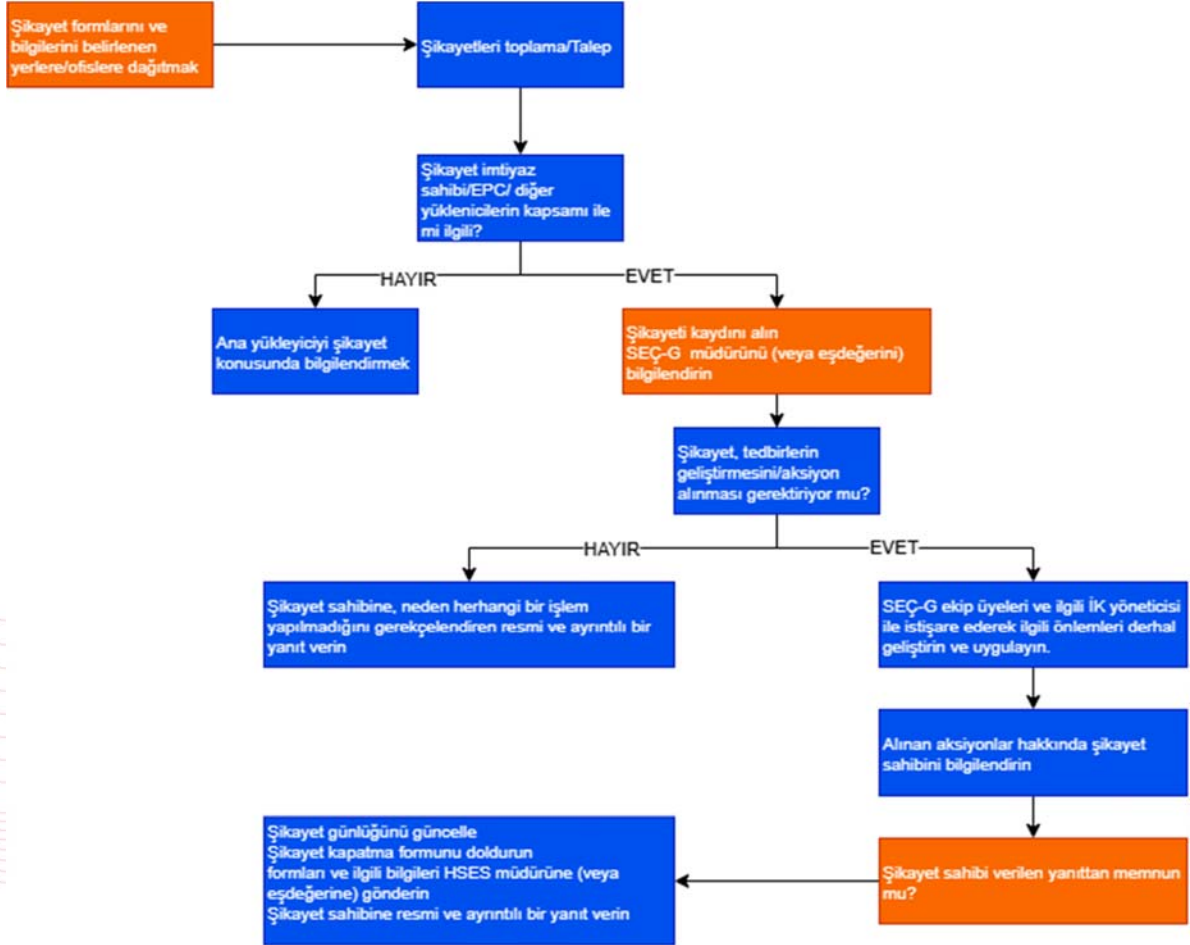 Şikayet formlarını ve
bilgilerini belirlenen
yerlere/ofislere dağıtmak
Şikayetleri toplama/Talep
Şikayet imtiyaz
sahibi/EPC/ diğer
yüklenicilerin kapsamı ile
mi ilgili?
HAYIR
EVET
Ana yükleyiciyi şikayet
konusunda bilgilendirmek
Şikayeti kaydını alın
SEÇ-G müdürünü (veya eşdeğerini)
bilgilendirin
Şikayet, tedbirlerin
geliştirmesini/aksiyon
alınması gerektiriyor mu?
HAYIR
EVET
Şikayet sahibine, neden herhangi bir işlem
yapılmadığını gerekçelendiren resmi ve ayrıntılı bir
yanıt verin
SEÇ-G ekip üyeleri ve ilgili İK yöneticisi
ile istişare ederek ilgili önlemleri derhal
geliştirin ve uygulayın.
Alınan aksiyonlar hakkında şikayet
sahibini bilgilendirin
Şikayet sahibi verilen yanıttan memnun
mu?
Şikayet günlüğünü güncelle
Şikayet kapatma formunu doldurun
formları ve ilgili bilgileri HSES müdürüne (veya
eşdeğerine) gönderin
Şikayet sahibine resmi ve ayrıntılı bir yanıt verin